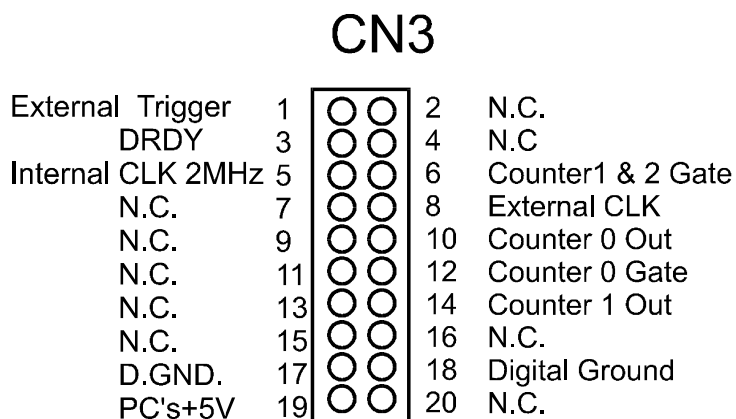 CN3
External Trigger 1 2 N.C.
DRDY 3 4 N.C
Internal CLK 2MHz 5 6 Counter1 & 2 Gate
N.C. 7 8 External CLK
N.C. 9 10 Counter 0 Out
N.C. 11 12 Counter 0 Gate
N.C. 13 14 Counter 1 Out
N.C. 15 16 N.C.
D.GND. 17 18 Digital Ground
PC's+5V 19 20 N.C.